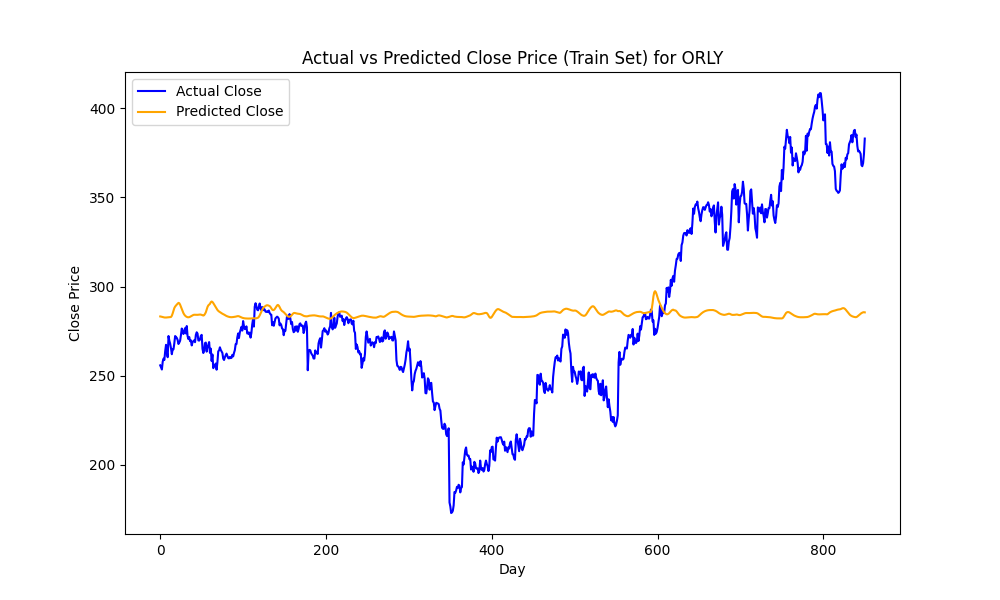 Actual vs Predicted Close Price (Train Set) for ORLY
Actual Close
Predicted Close
400
350
300
250
200
Close Price
0 200 400 600 800
Day